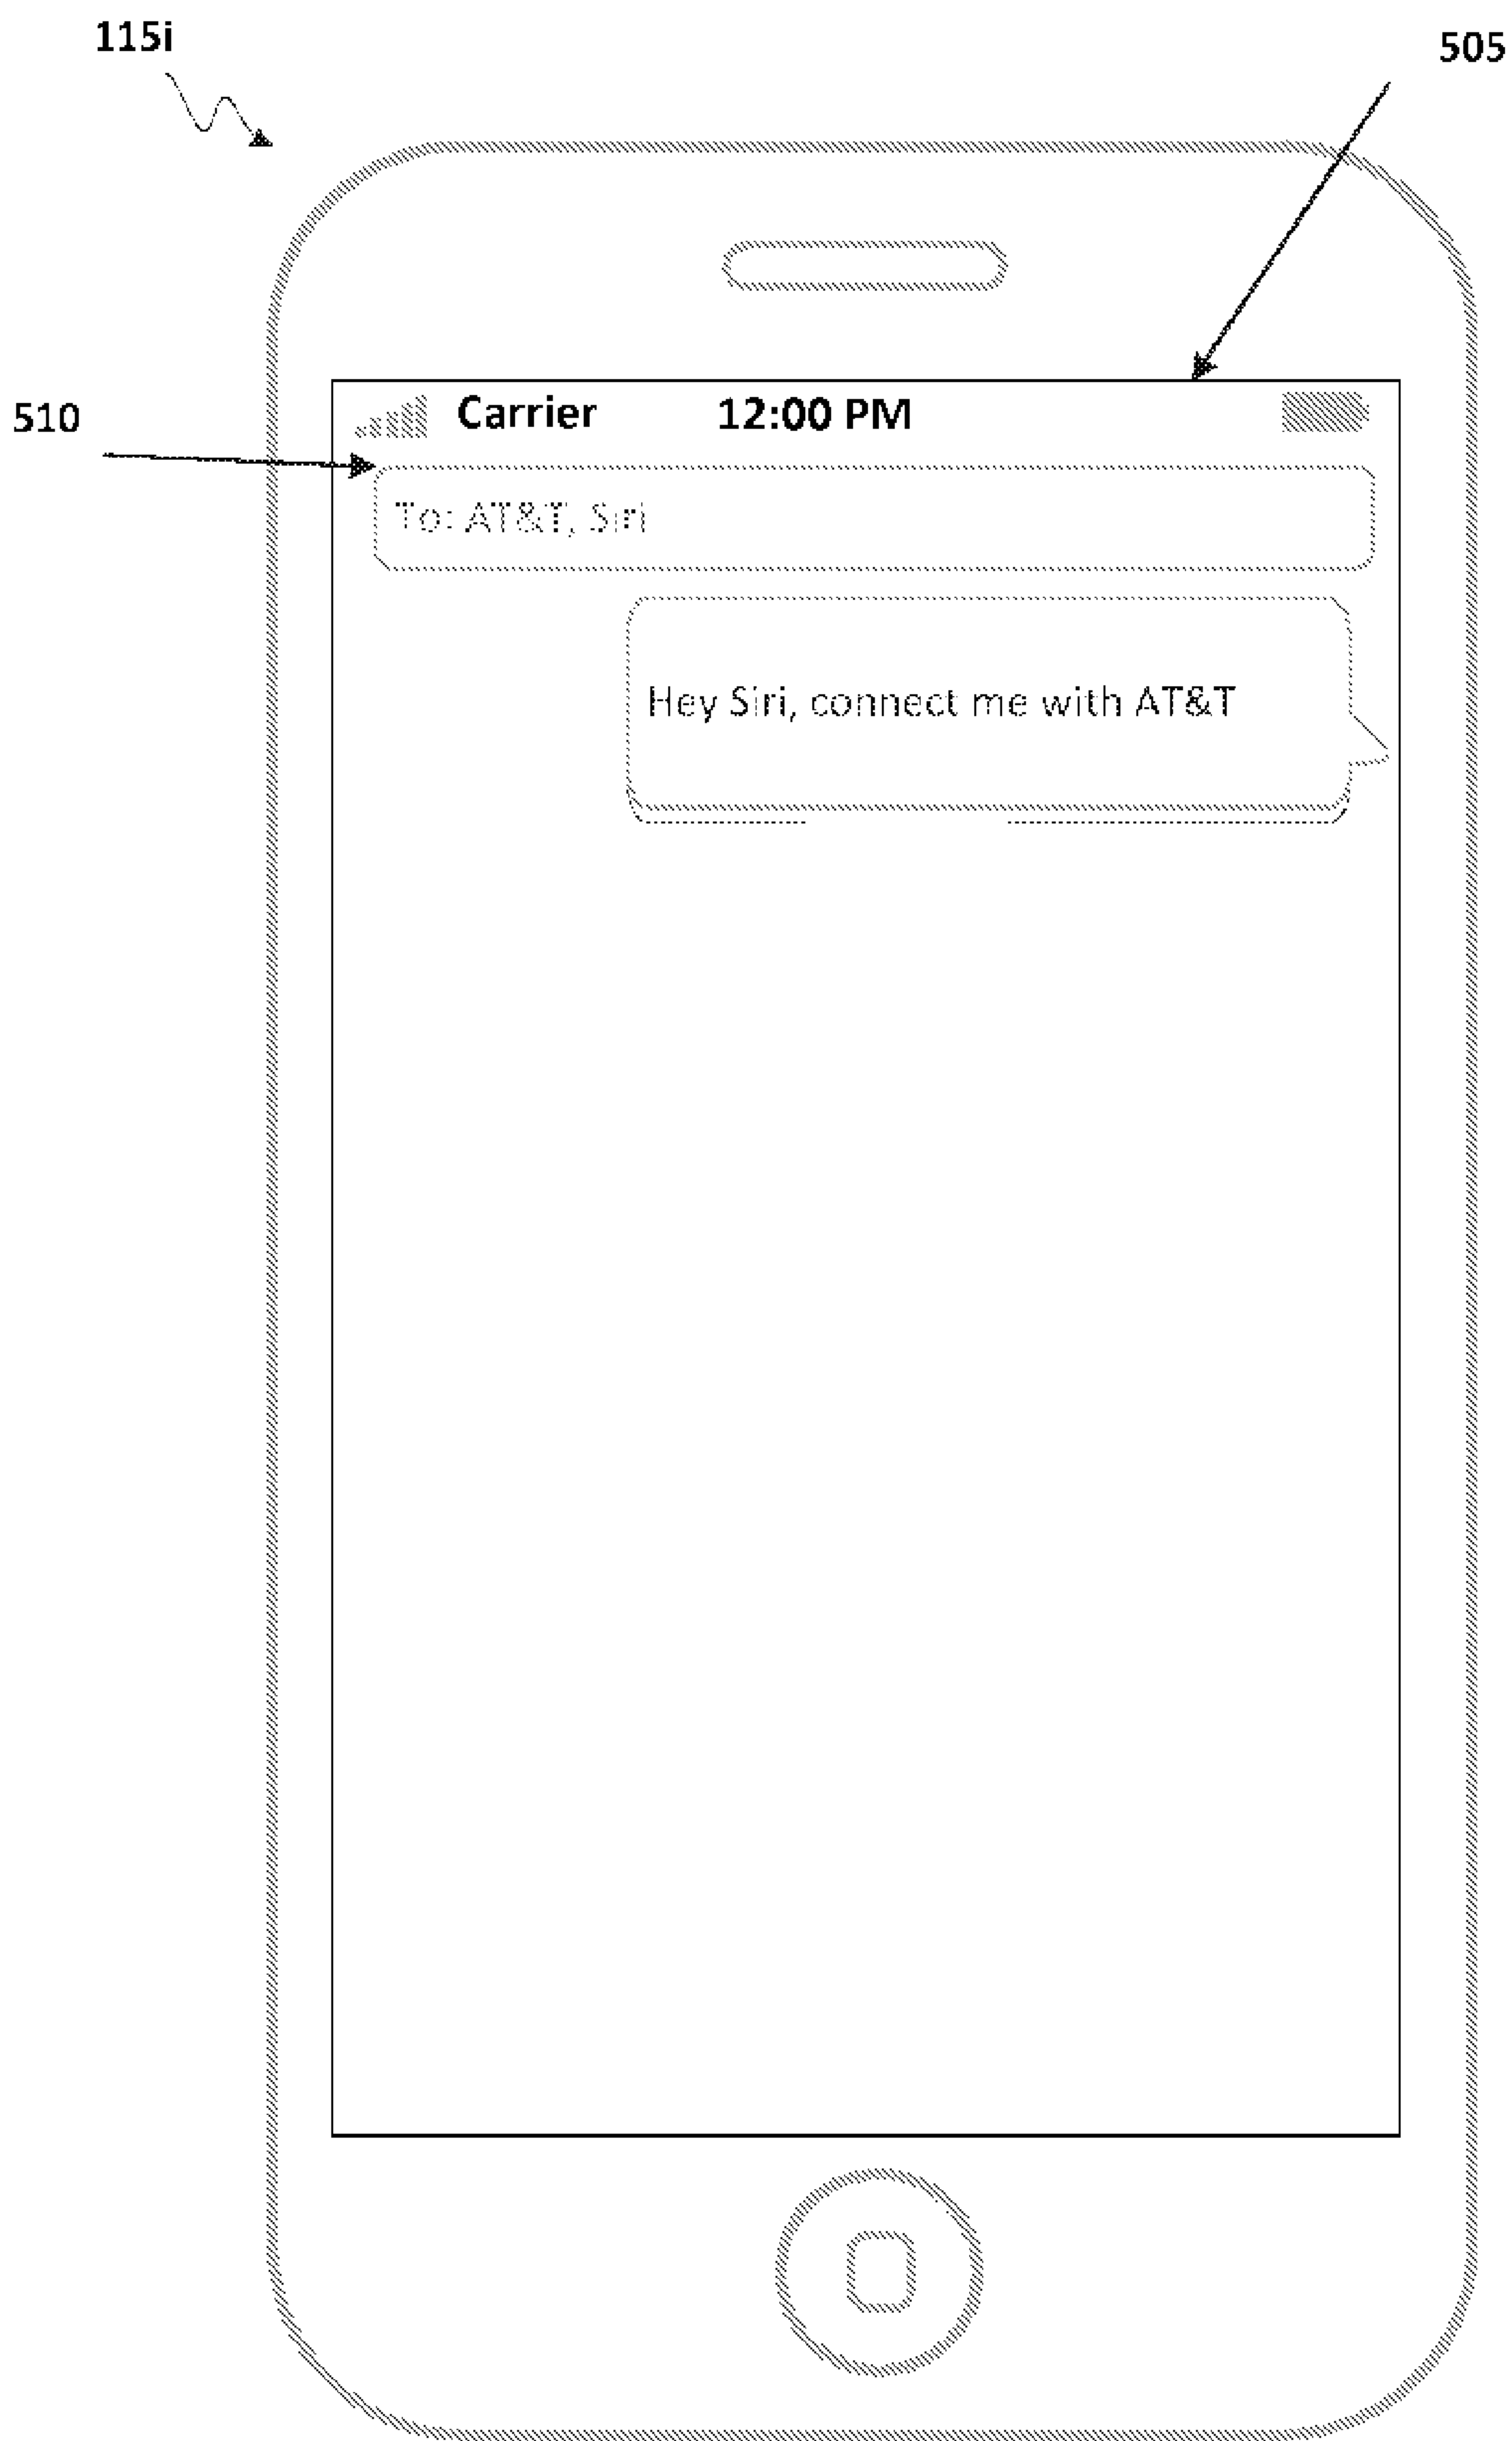 115i
505
510
Carrier 12:00 PM
To: AT&T, Siri
Hey Siri, connect me with AT&T